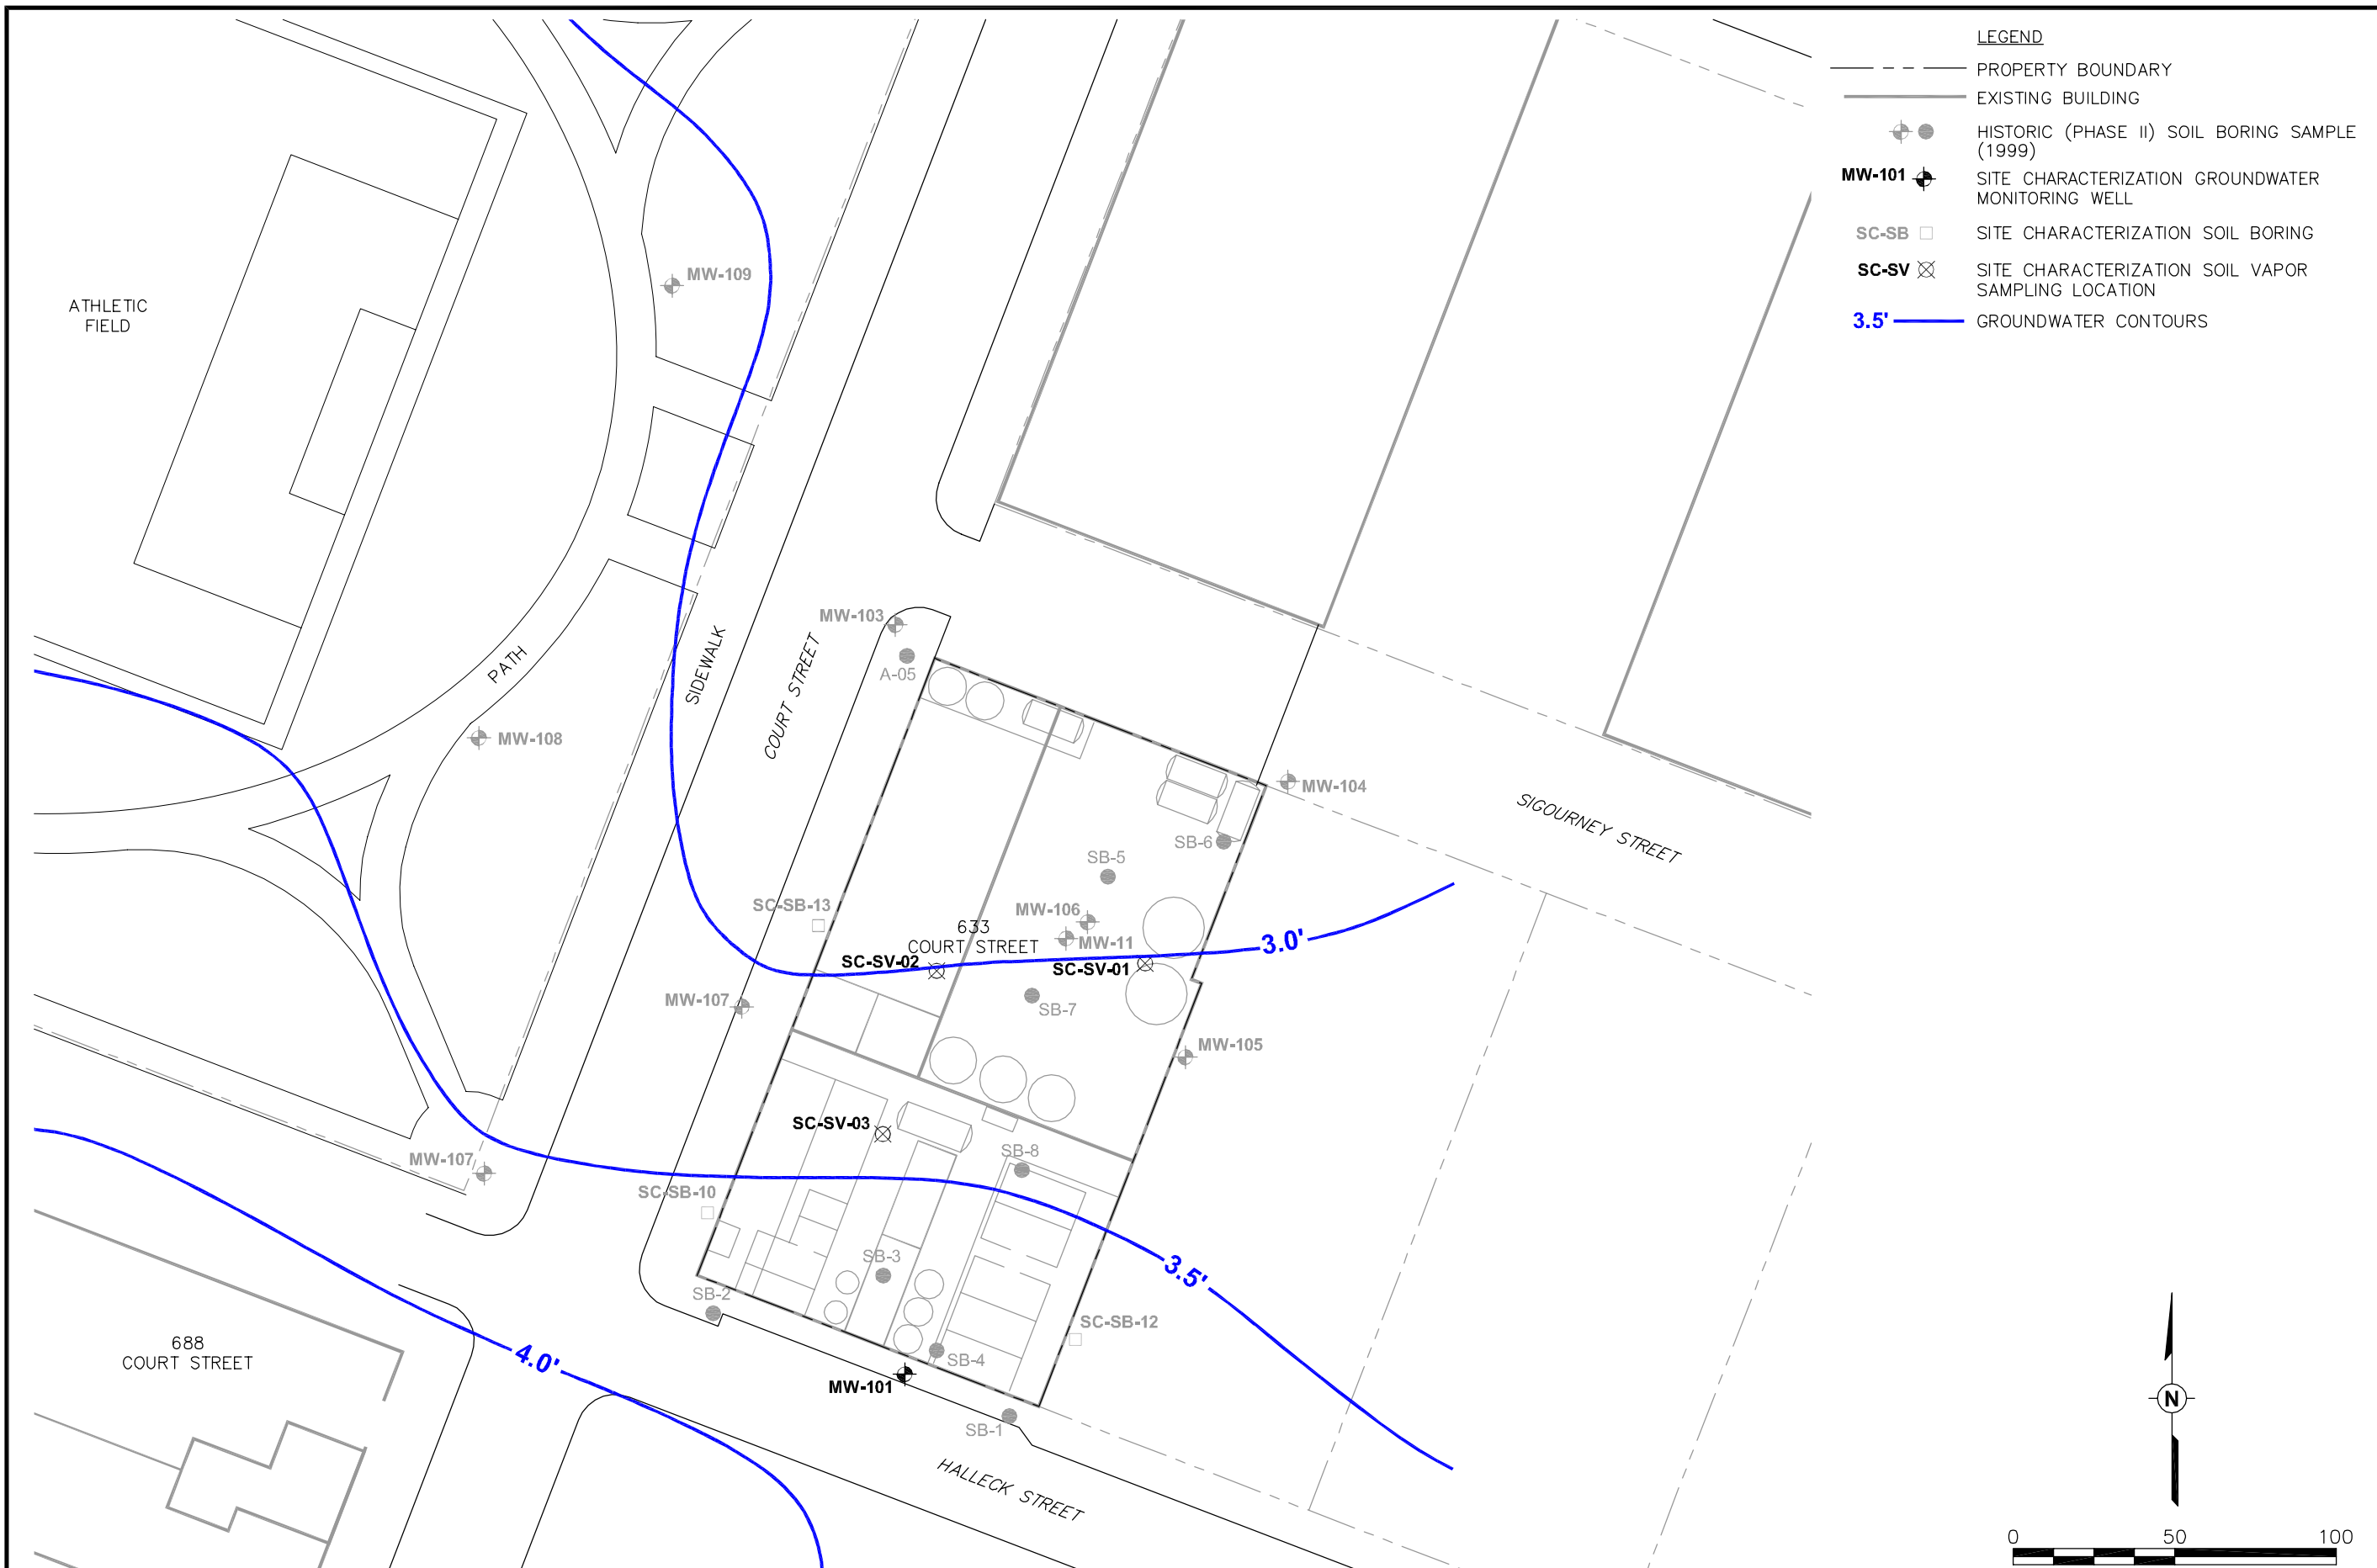 LEGEND
PROPERTY BOUNDARY
EXISTING BUILDING
HISTORIC (PHASE II) SOIL BORING SAMPLE
(1999)
MW-101
SITE CHARACTERIZATION GROUNDWATER
MONITORING WELL
SC-SB
SITE CHARACTERIZATION SOIL BORING
SC-SV
SITE CHARACTERIZATION SOIL VAPOR
SAMPLING LOCATION
3.5'
GROUNDWATER CONTOURS
ATHLETIC
FIELD
MW-109
MW-103
A-05
PATH
SIDEWALK
COURT STREET
MW-108
MW-104
SIGOURNEY STREET
SB-6
SB-5
SC-SB-13
MW-106
633
COURT STREET
MW-11
3.0'
SC-SV-02
SC-SV-01
MW-107
SB-7
MW-105
SC-SV-03
SB-8
MW-107
SC-SB-10
SB-3
3.5'
SB-2
SC-SB-12
688
COURT STREET
4.0'
SB-4
MW-101
SB-1
HALLECK STREET
N
0 50 100